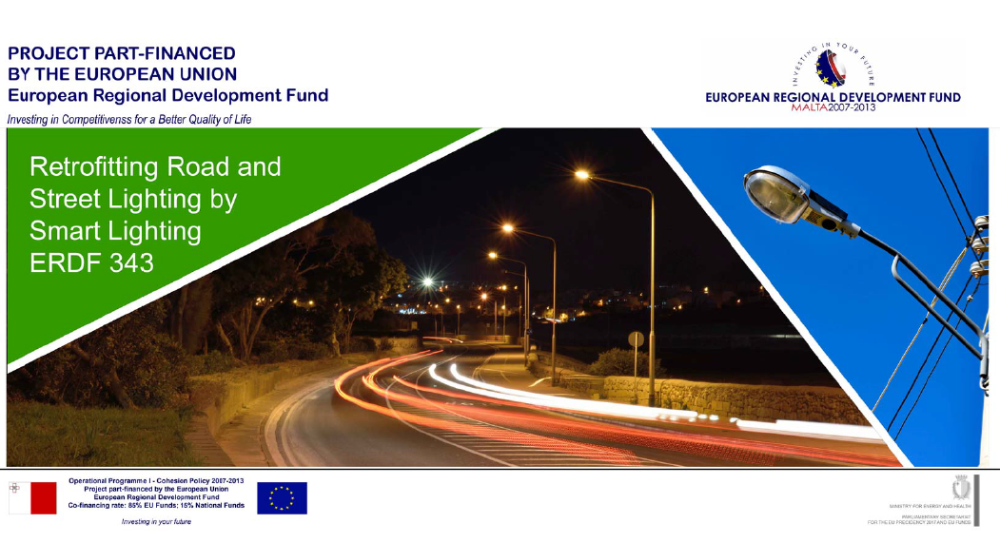 PROJECT PART-FINANCED
BY THE EUROPEAN UNION
European Regional Development Fund
Investing in Competitivenss for a Better Quality of Life
INVESTING IN YOUR FUTURE
EUROPEAN REGIONAL DEVELOPMENT FUND
MALTA2007-2013
Retrofitting Road and
Street Lighting by
Smart Lighting
ERDF 343
Operational Programme I - Cohesion Policy 2007-2013
Project part-financed by the European Union
European Regional Development Fund
Co-financing rate: 85% EU Funds; 15% National Funds
Investing in your future
MINISTRY FOR ENERGY AND HEALTH
PARLIAMENTARY SECRETARIAT
FOR THE EU PRECIDENCY 2017 AND EU FUNDS